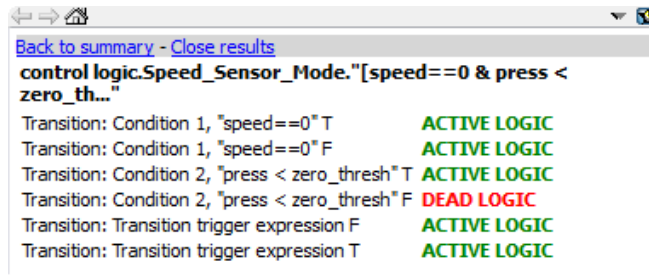 Back to summary - Close results
control logic.Speed_Sensor_Mode."[speed==0 & press <
zero_th..."
Transition: Condition 1, "speed==0" T ACTIVE LOGIC
Transition: Condition 1, "speed==0" F ACTIVE LOGIC
Transition: Condition 2, "press < zero_thresh" T ACTIVE LOGIC
Transition: Condition 2, "press < zero_thresh" F DEAD LOGIC
Transition: Transition trigger expression F ACTIVE LOGIC
Transition: Transition trigger expression T ACTIVE LOGIC